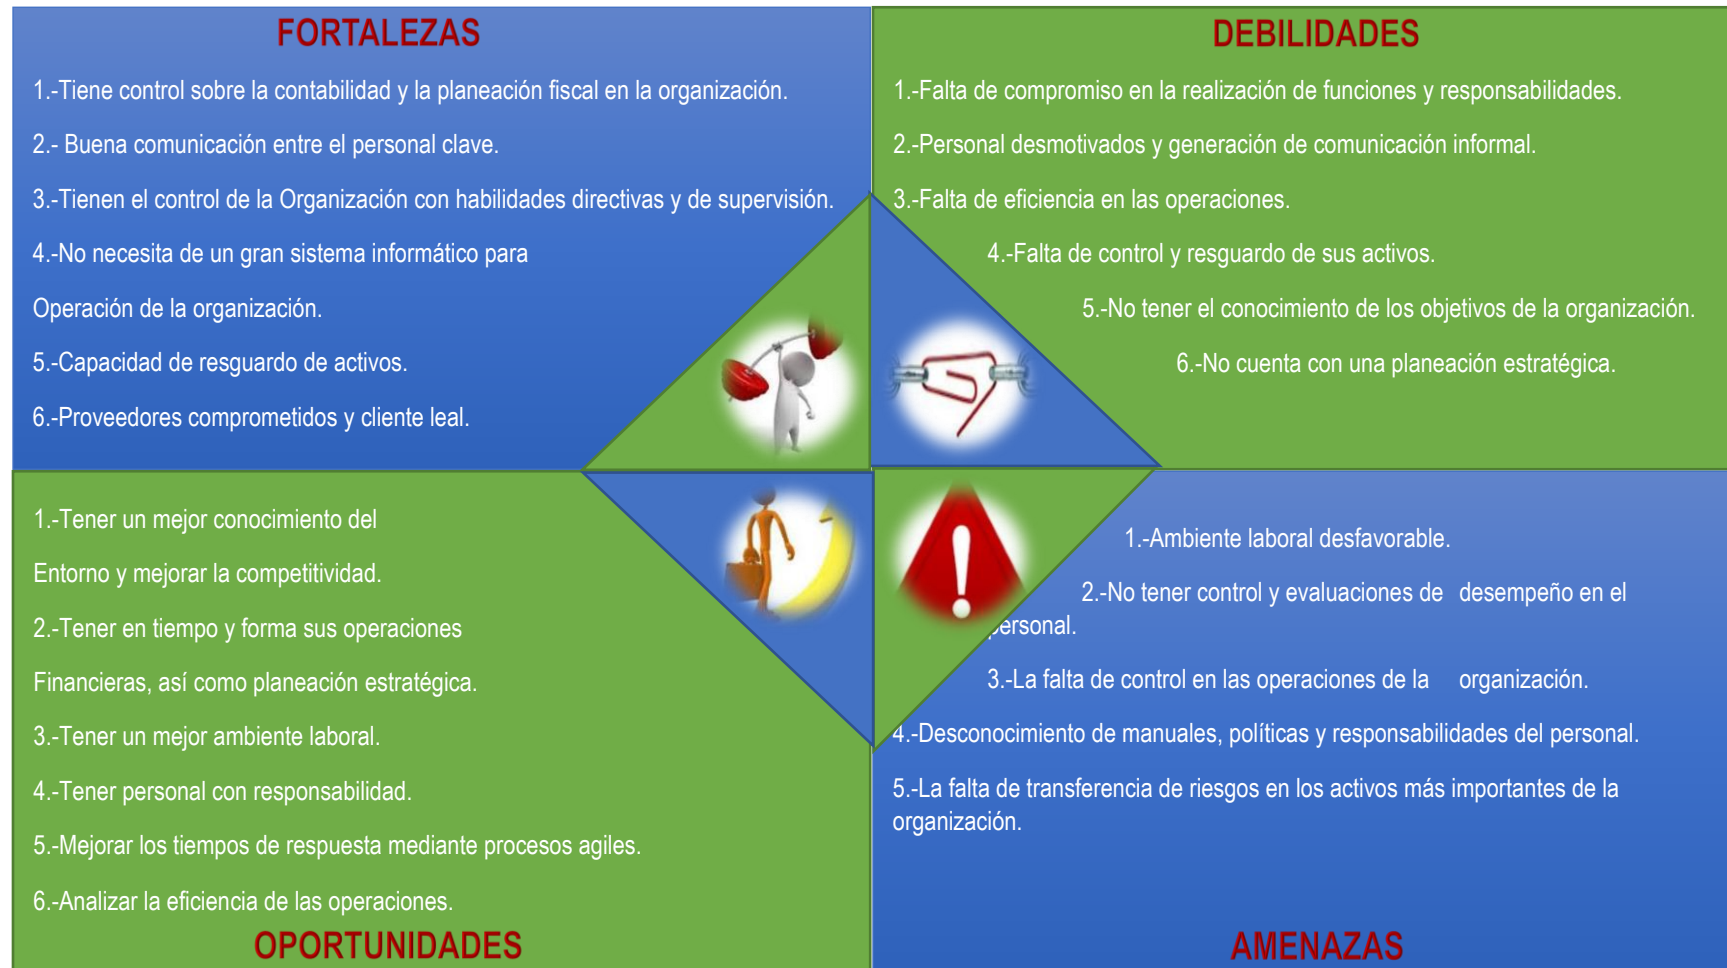 FORTALEZAS
1.-Tiene control sobre la contabilidad y la planeación fiscal en la organización.
2.- Buena comunicación entre el personal clave.
3.-Tienen el control de la Organización con habilidades directivas y de supervisión.
4.-No necesita de un gran sistema informático para
Operación de la organización.
5.-Capacidad de resguardo de activos.
6.-Proveedores comprometidos y cliente leal.
DEBILIDADES
1.-Falta de compromiso en la realización de funciones y responsabilidades.
2.-Personal desmotivados y generación de comunicación informal.
3.-Falta de eficiencia en las operaciones.
4.-Falta de control y resguardo de sus activos.
5.-No tener el conocimiento de los objetivos de la organización.
6.-No cuenta con una planeación estratégica.
1.-Tener un mejor conocimiento del
Entorno y mejorar la competitividad.
2.-Tener en tiempo y forma sus operaciones
Financieras, así como planeación estratégica.
3.-Tener un mejor ambiente laboral.
4.-Tener personal con responsabilidad.
5.-Mejorar los tiempos de respuesta mediante procesos agiles.
6.-Analizar la eficiencia de las operaciones.
OPORTUNIDADES
1.-Ambiente laboral desfavorable.
2.-No tener control y evaluaciones de desempeño en el
personal.
3.-La falta de control en las operaciones de la organización.
4.-Desconocimiento de manuales, políticas y responsabilidades del personal.
5.-La falta de transferencia de riesgos en los activos más importantes de la
organización.
AMENAZAS